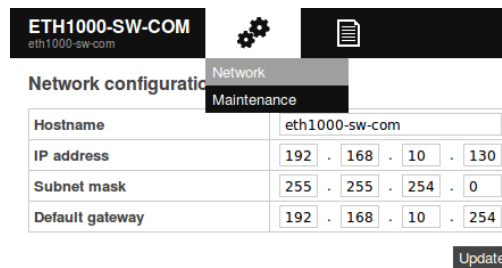 ETH1000-SW-COM
eth1000-sw-com
Network
Maintenance
Network configuratio
Hostname eth1000-sw-com
IP address 192 . 168 . 10 . 130
Subnet mask 255 . 255 . 254 . 0
Default gateway 192 . 168 . 10 . 254
Update